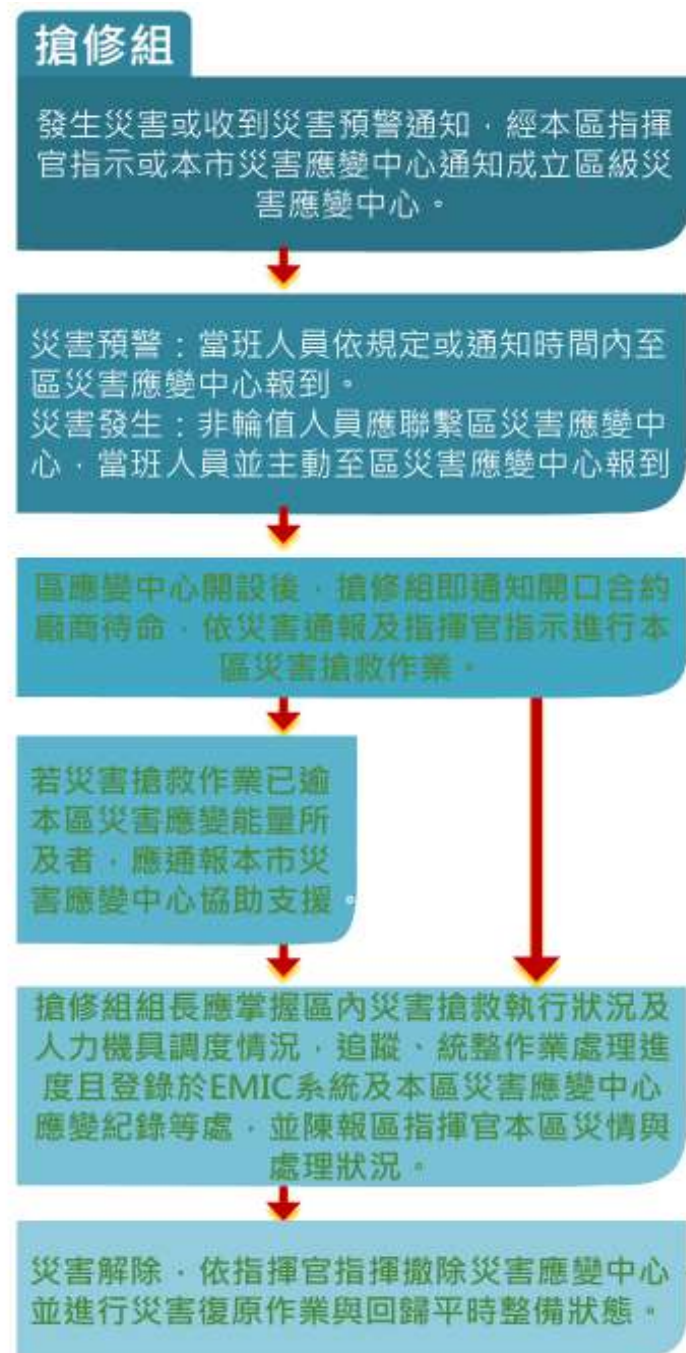 搶修組
發生災害或收到災害預警通知，經本區指揮
官指示或本市災害應變中心通知成立區級災
害應變中心。
災害預警：當班人員依規定或通知時間內至
區災害應變中心報到。
災害發生：非輪值人員應聯繫區災害應變中
心，當班人員並主動至區災害應變中心報到
區應變中心開設後，搶修組即通知開口合約
廠商待命，依災害通報及指揮官指示進行本
區災害搶救作業。
若災害搶救作業已逾
本區災害應變能量所
及者，應通報本市災
害應變中心協助支援。
搶修組組長應掌握區內災害搶救執行狀況及
人力機具調度情況，追蹤、統整作業處理進
度且登錄於EMIC系統及本區災害應變中心
應變紀錄等處，並陳報區指揮官本區災情與
處理狀況。
災害解除，依指揮官指揮撤除災害應變中心
並進行災害復原作業與回歸平時整備狀態。